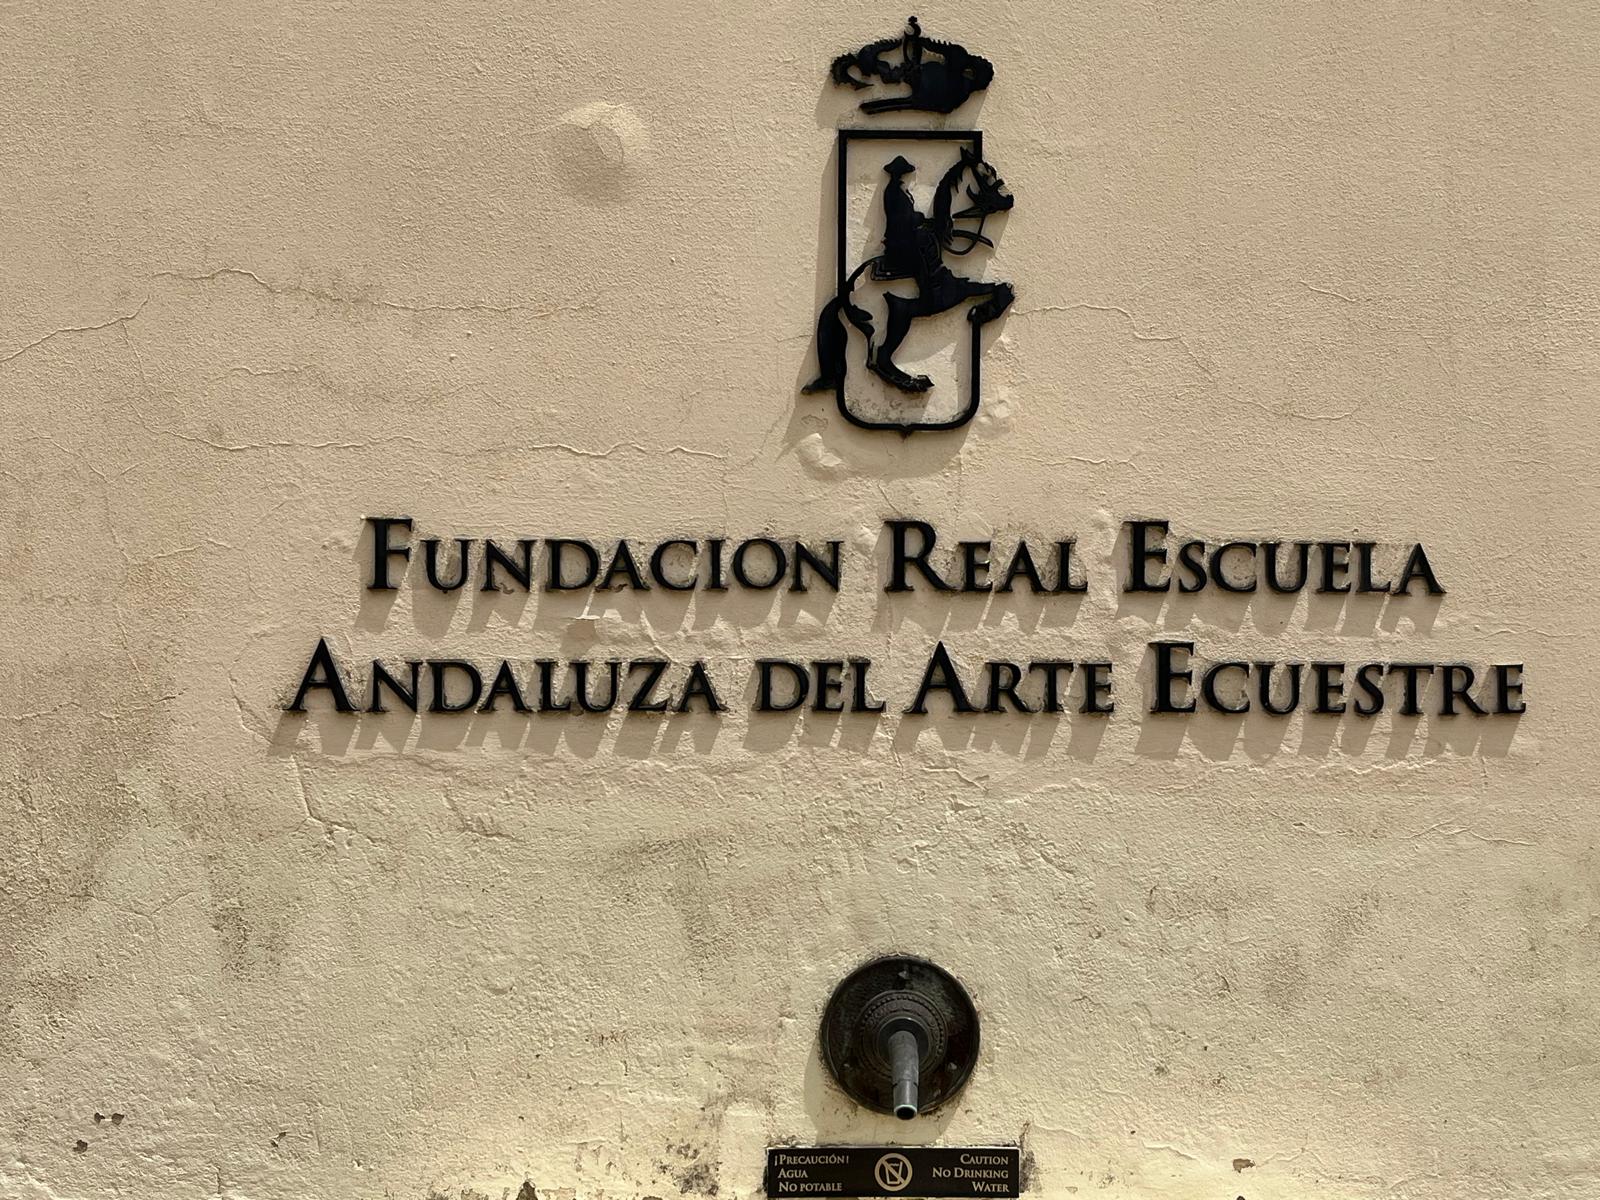 FUNDACION REAL ESCUELA
ANDALUZA DEL ARTE ECUESTRE
¡PRECAUCIÓN!
AGUA
NO POTABLE
CAUTION
NO DRINKING
WATER